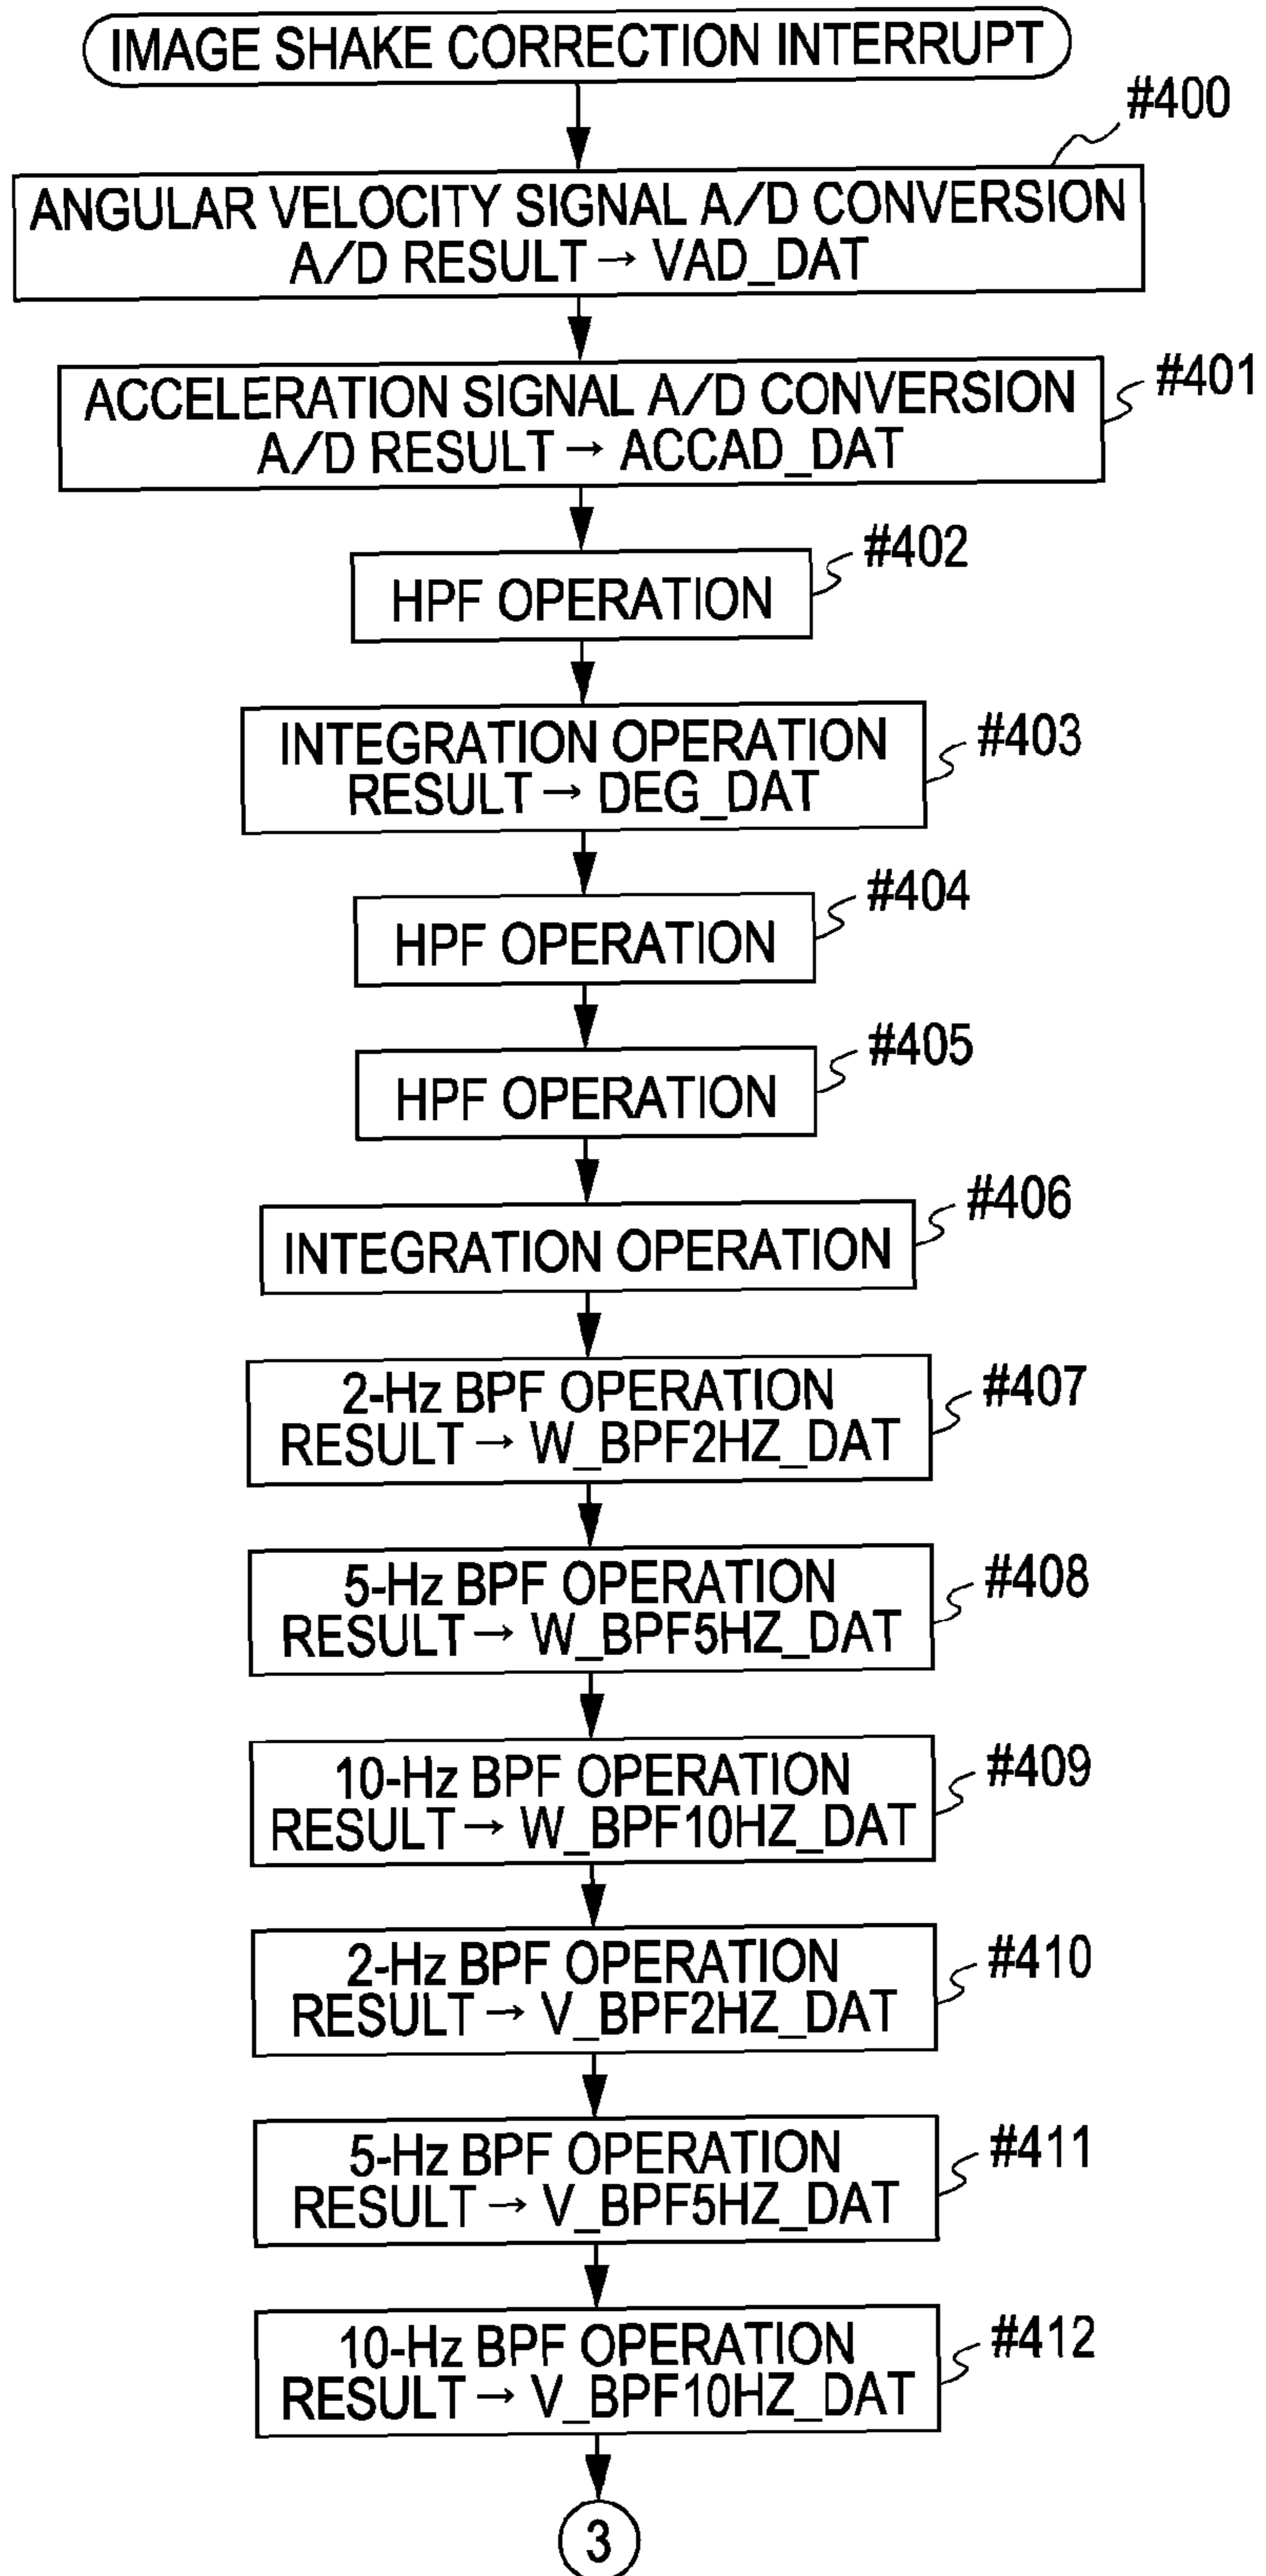 IMAGE SHAKE CORRECTION INTERRUPT
#400
ANGULAR VELOCITY SIGNAL A/D CONVERSION
A/D RESULT → VAD_DAT
#401
ACCELERATION SIGNAL A/D CONVERSION
A/D RESULT → ACCAD_DAT
#402
HPF OPERATION
#403
INTEGRATION OPERATION
RESULT → DEG_DAT
#404
HPF OPERATION
#405
HPF OPERATION
#406
INTEGRATION OPERATION
#407
2-Hz BPF OPERATION
RESULT → W_BPF2HZ_DAT
#408
5-Hz BPF OPERATION
RESULT → W_BPF5HZ_DAT
#409
10-Hz BPF OPERATION
RESULT → W_BPF10HZ_DAT
#410
2-Hz BPF OPERATION
RESULT → V_BPF2HZ_DAT
#411
5-Hz BPF OPERATION
RESULT → V_BPF5HZ_DAT
#412
10-Hz BPF OPERATION
RESULT → V_BPF10HZ_DAT
3